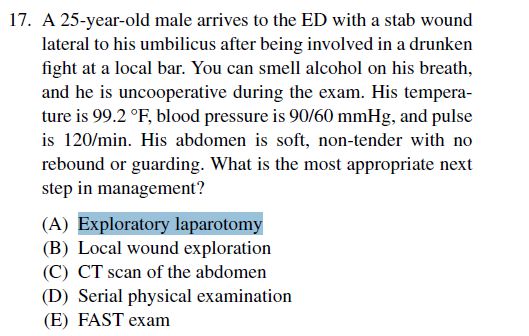 17. A 25-year-old male arrives to the ED with a stab wound
lateral to his umbilicus after being involved in a drunken
fight at a local bar. You can smell alcohol on his breath,
and he is uncooperative during the exam. His tempera-
ture is 99.2 °F, blood pressure is 90/60 mmHg, and pulse
is 120/min. His abdomen is soft, non-tender with no
rebound or guarding. What is the most appropriate next
step in management?
(A) Exploratory laparotomy
(B) Local wound exploration
(C) CT scan of the abdomen
(D) Serial physical examination
(E) FAST exam